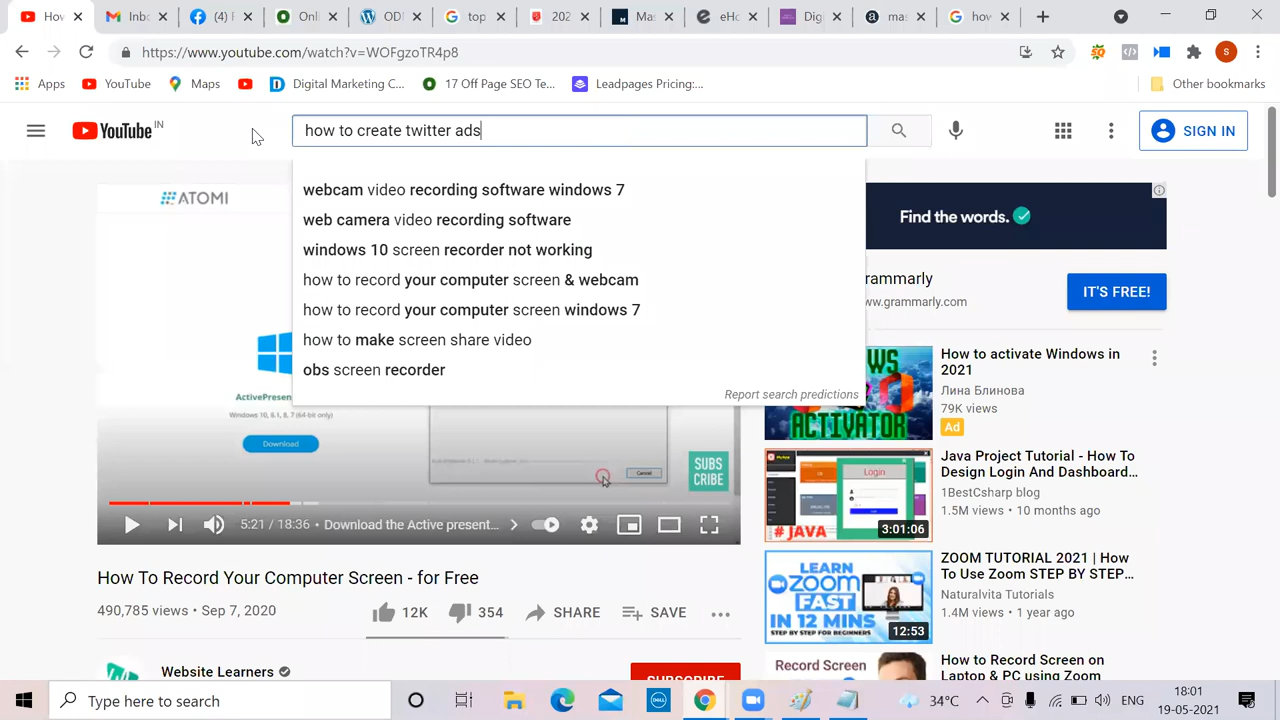 Ho
Inb
(4) F
Onl
WordP
ODI
G
202
Mas
eHe
Dig
ma
how
https://www.youtube.com/watch?v=WOFgzoTR4p8
Apps
YouTube
Maps
Digital Marketing C...
17 Off Page SEO Te...
Leadpages Pricing:...
Other bookmarks
YouTube IN
how to create twitter ads
SIGN IN
webcam video recording software windows 7
web camera video recording software
windows 10 screen recorder not working
how to record your computer screen & webcam
how to record your computer screen windows 7
how to make screen share video
obs screen recorder
Report search predictions
ATOMI
ActivePresen
Windows 10, 8.1, 8, 7 (64-bit only)
Download
Cancel
SUBS
CRIBE
5:21 / 18:36 • Download the Active present...
How To Record Your Computer Screen - for Free
490,785 views • Sep 7, 2020
12K
354
SHARE
SAVE
Website Learners
SUBSCRIBE
Find the words.
rammarly
ww.grammarly.com
IT'S FREE!
WS
ACTIVATOR
How to activate Windows in
2021
Лина Блинова
79K views
Ad
Login
# JAVA
3:01:06
Java Project Tutorial - How To
Design Login And Dashboard...
1BestCsharp blog
1.5M views • 10 months ago
LEARN
zoom
FAST
IN 12 MINS
STEP BY STEP FOR BEGINNERS
12:53
ZOOM TUTORIAL 2021 | How
To Use Zoom STEP BY STEP...
Naturalvita Tutorials
1.4M views • 1 year ago
Record Screen
How to Record Screen on
Laptop & PC using Zoom
Type here to search
DELL
34°C
ENG
18:01
19-05-2021